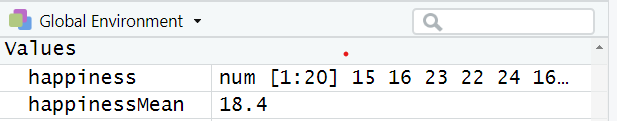 Global Environment
Values
happiness num [1:20] 15 16 23 22 24 16…
happinessMean 18.4